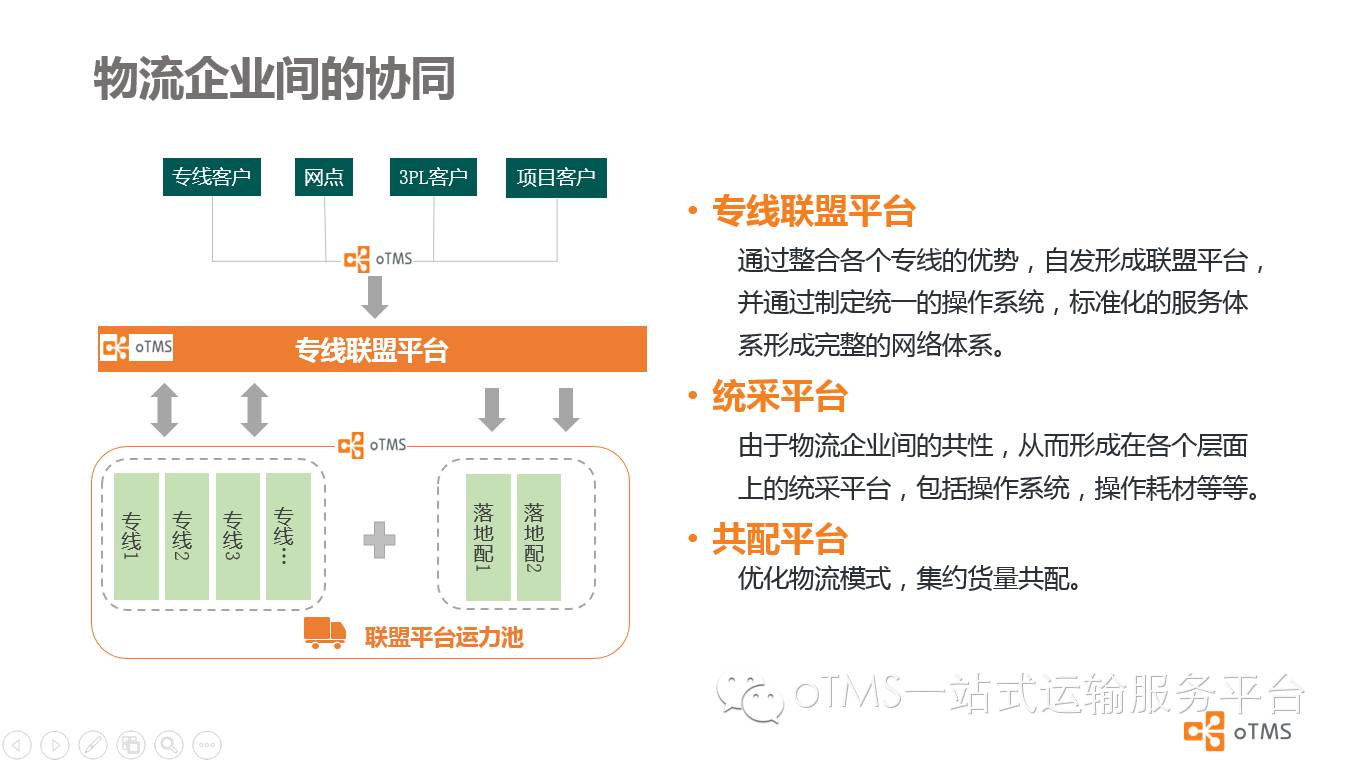 物流企业间的协同
专线客户
网点
3PL客户
项目客户
oTMS
oTMS
专线联盟平台
oTMS
专线1
专线2
专线3
专线…
落地配1
落地配2
联盟平台运力池
• 专线联盟平台
通过整合各个专线的优势，自发形成联盟平台，
并通过制定统一的操作系统，标准化的服务体
系形成完整的网络体系。
• 统采平台
由于物流企业间的共性，从而形成在各个层面
上的统采平台，包括操作系统，操作耗材等等。
• 共配平台
优化物流模式，集约货量共配。
oTMS一站式运输服务平台
oTMS